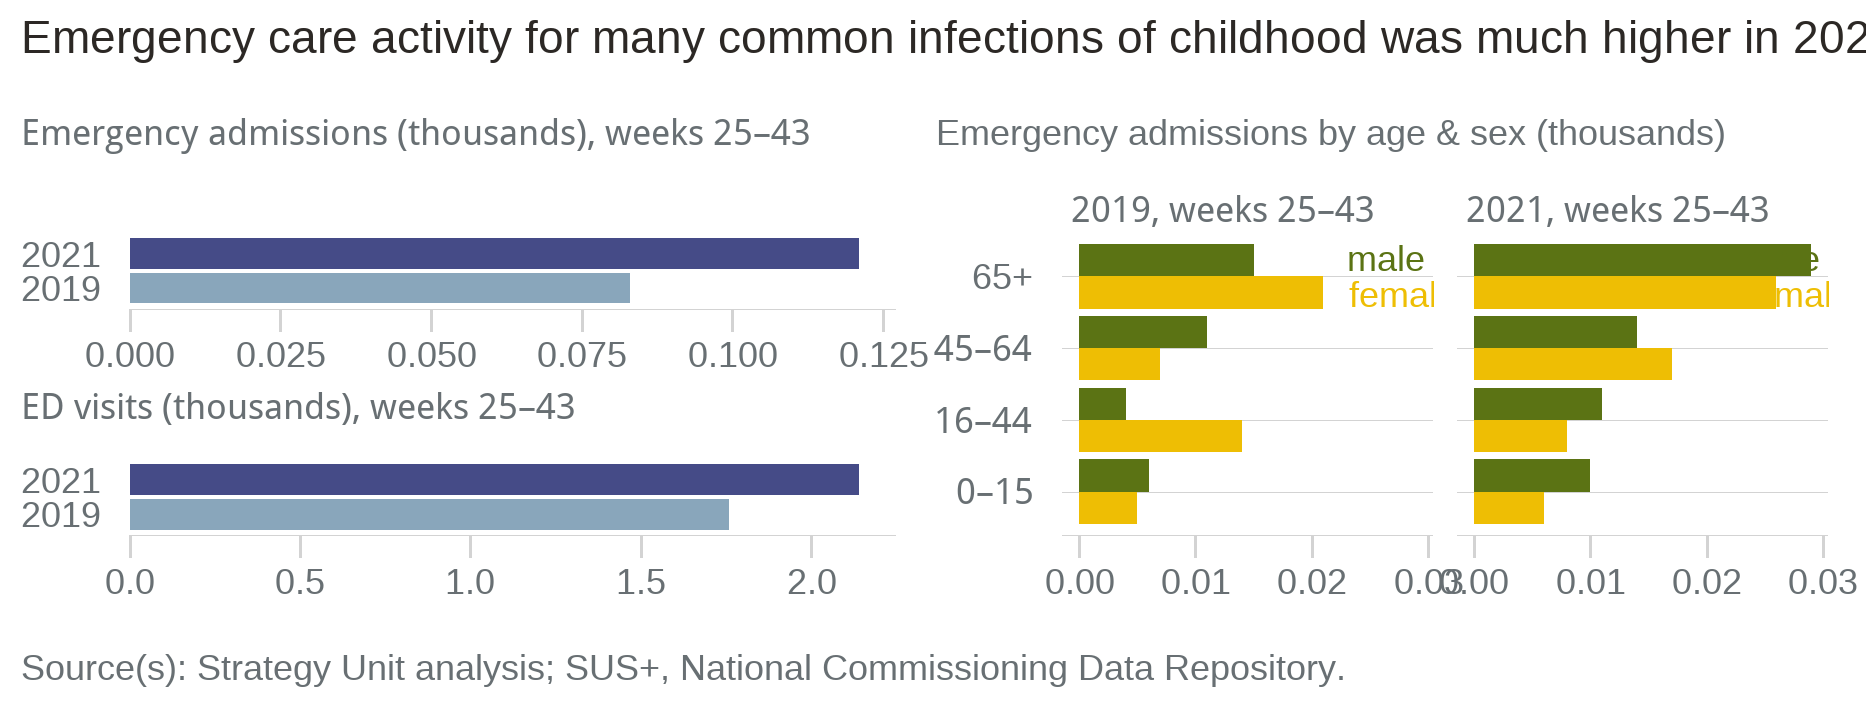 Emergency care activity for many common infections of childhood was much higher in 202
Emergency admissions (thousands), weeks 25–43
2021
2019
0.000 0.025 0.050 0.075 0.100 0.125
ED visits (thousands), weeks 25–43
2021
2019
0.0 0.5 1.0 1.5 2.0
Emergency admissions by age & sex (thousands)
2019, weeks 25–43 2021, weeks 25–43
65+
male
femal
e
mal
45–64
16–44
0–15
0.00 0.01 0.02 0.03 0.00 0.01 0.02 0.03
Source(s): Strategy Unit analysis; SUS+, National Commissioning Data Repository.